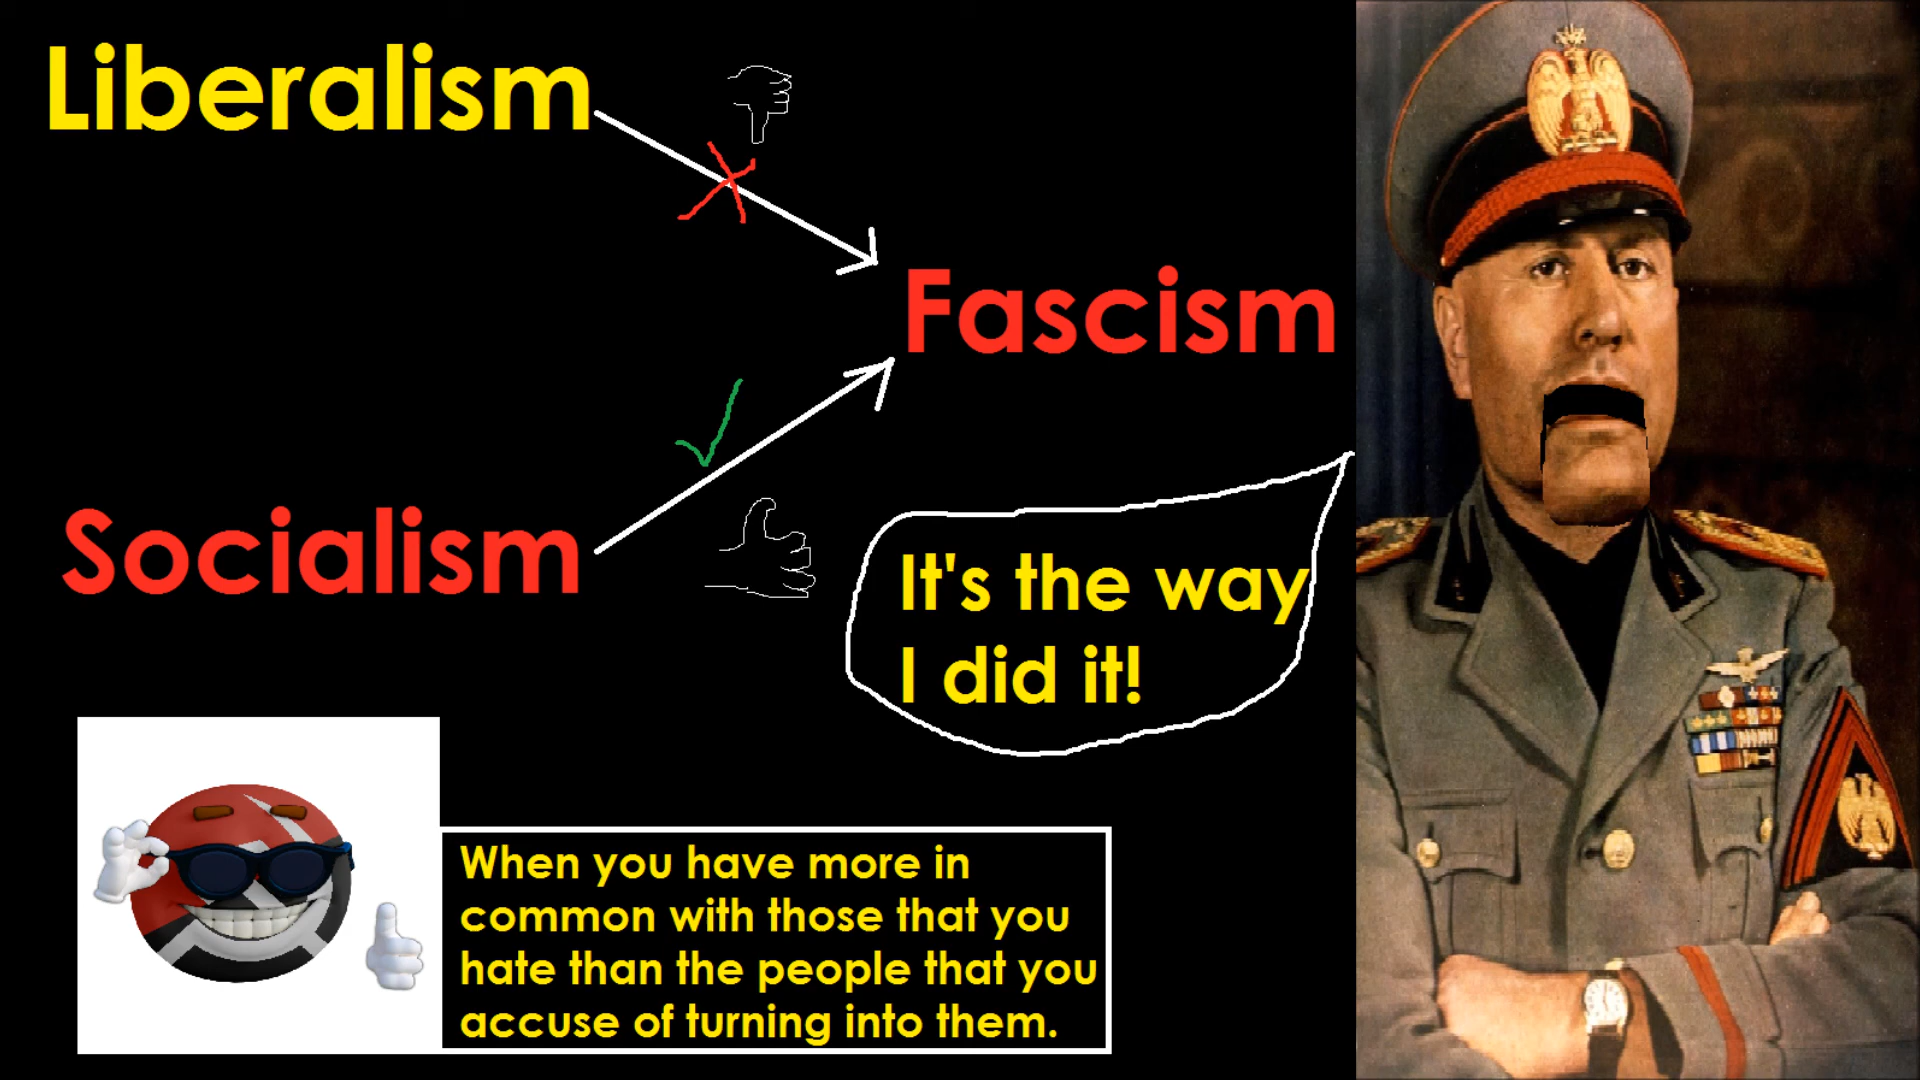 Liberalism
Fascism
Socialism
It's the way
I did it!
When you have more in
common with those that you
hate than the people that you
accuse of turning into them.